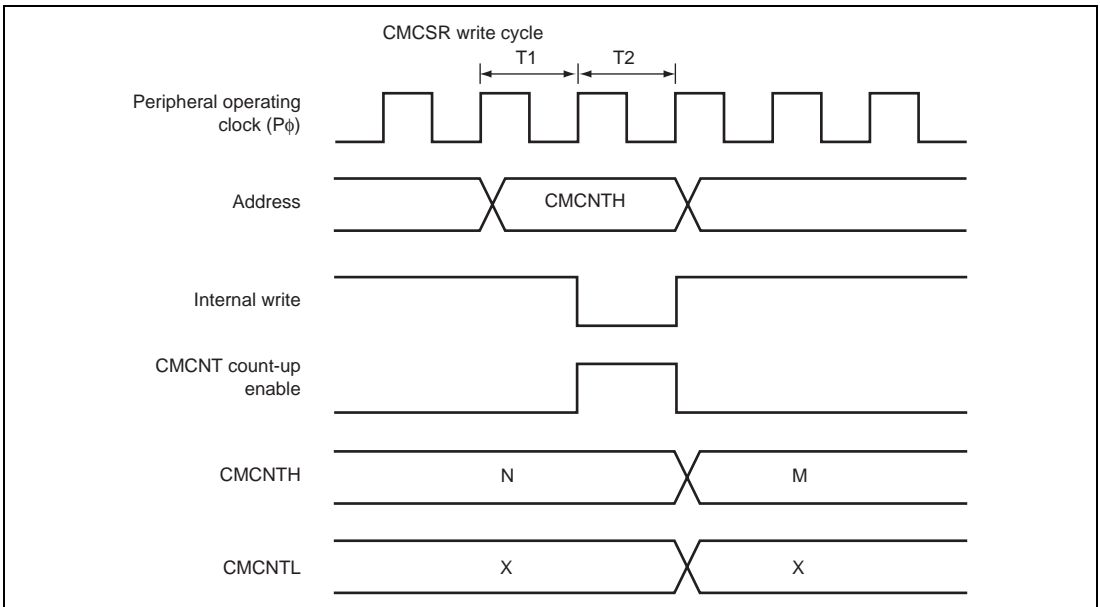 CMCSR write cycle
T1 T2
Peripheral operating
clock (Pϕ)
Address
CMCNTH
Internal write
CMCNT count-up
enable
CMCNTH
N
M
CMCNTL
X
X